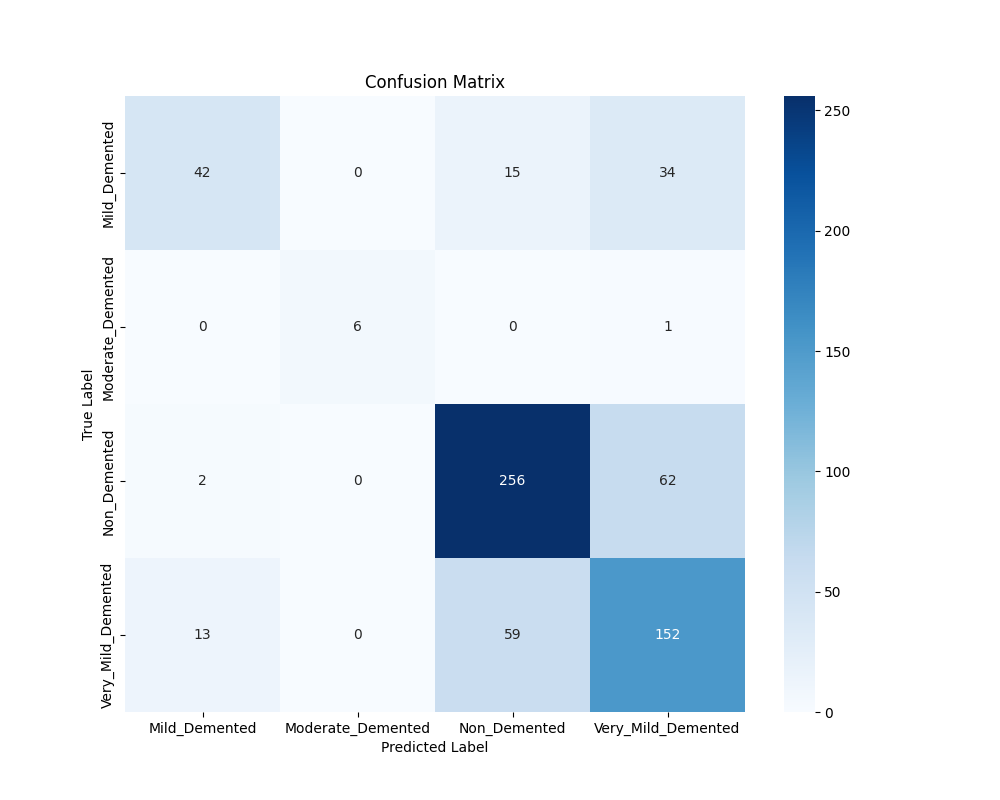 Confusion Matrix
True Label
Mild_Demented
42 0 15 34
Moderate_Demented
0 6 0 1
Non_Demented
2 0 256 62
Very_Mild_Demented
13 0 59 152
Mild_Demented Moderate_Demented Non_Demented Very_Mild_Demented
Predicted Label
250
200
150
100
50
0